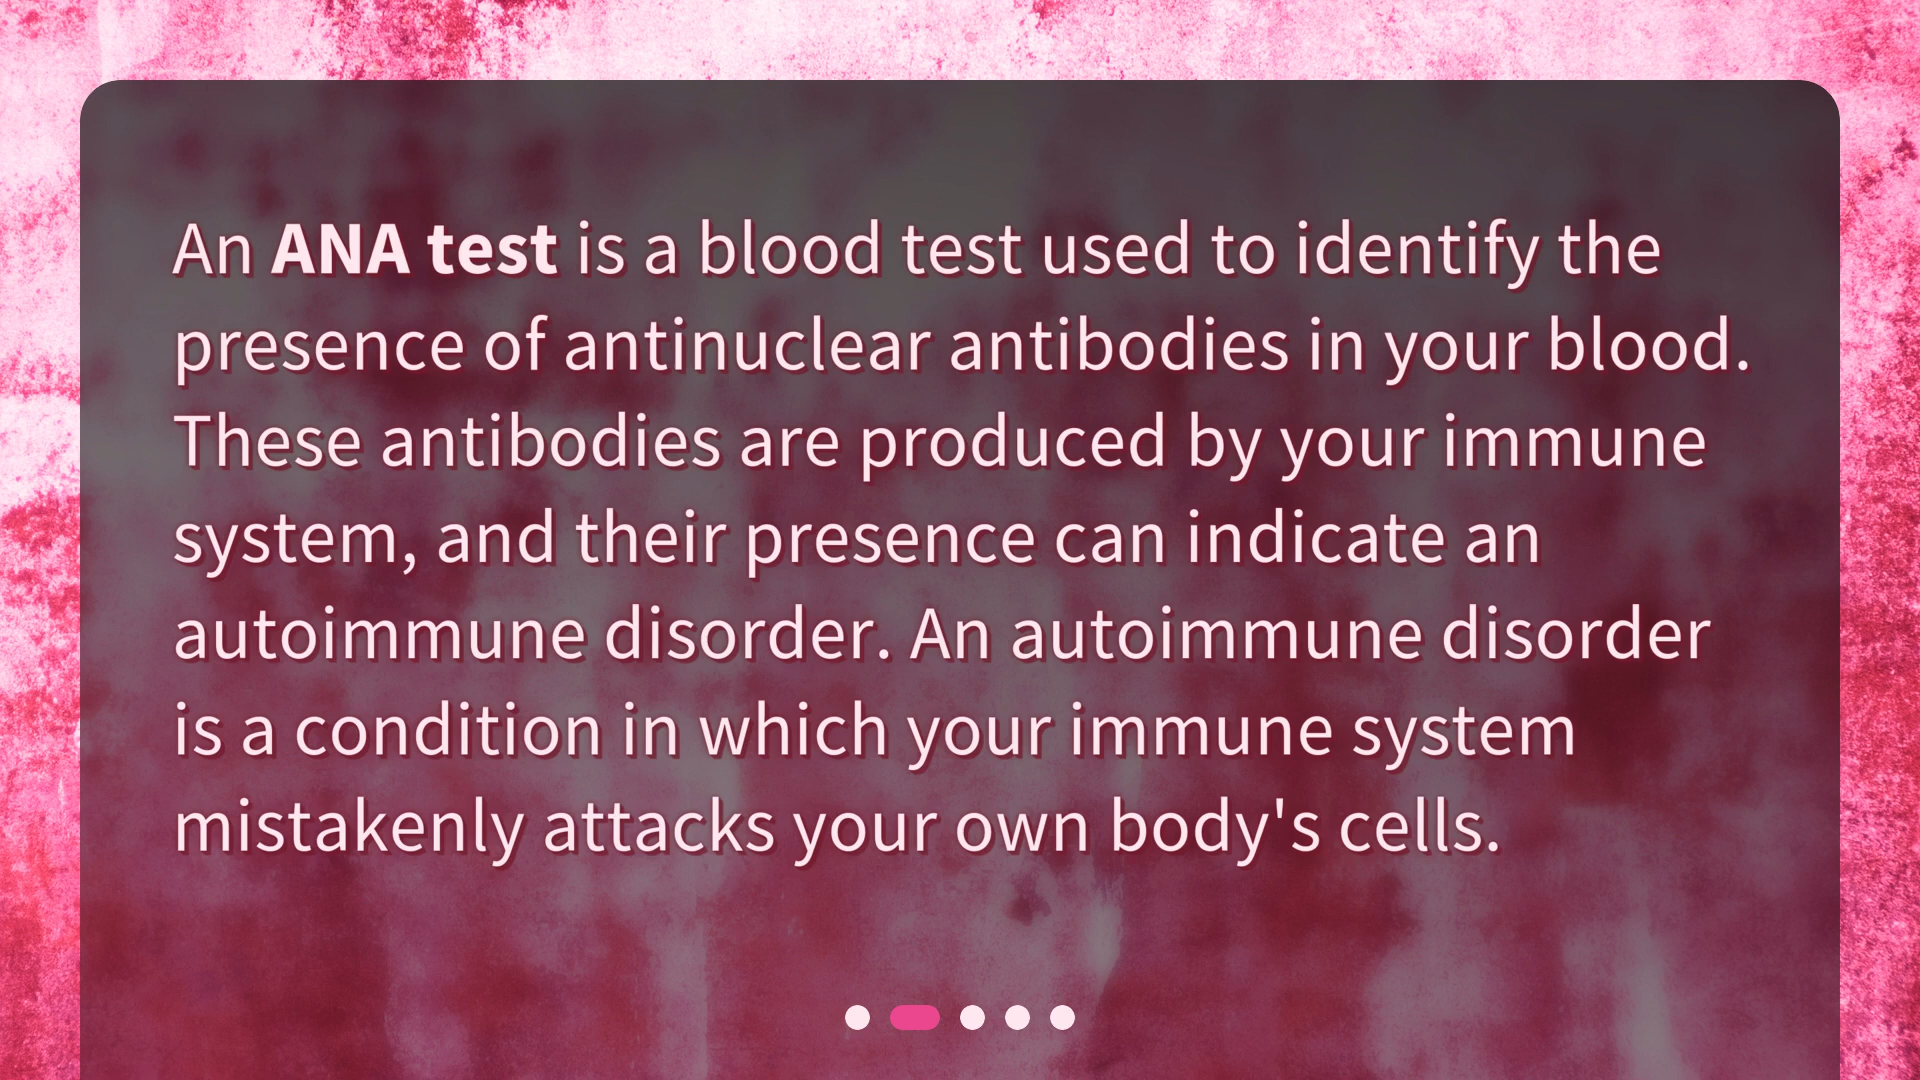 An ANA test is a blood test used to identify the
presence of antinuclear antibodies in your blood.
These antibodies are produced by your immune
system, and their presence can indicate an
autoimmune disorder. An autoimmune disorder
is a condition in which your immune system
mistakenly attacks your own body's cells.